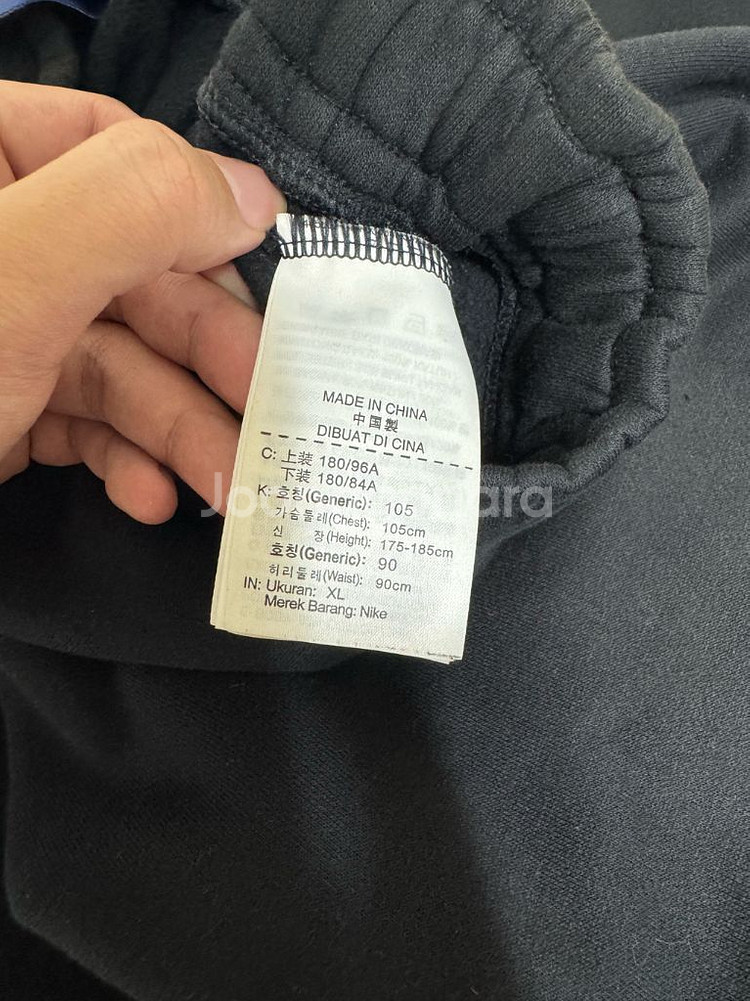 MADE IN CHINA
中国製
DIBUAT DI CINA
C: 上装 180/96A
下装 180/84A
K: 호칭(Generic): 105
가슴둘레(Chest): 105cm
신 장(Height): 175-185cm
호칭(Generic): 90
허리둘레(Waist): 90cm
IN: Ukuran: XL
Merek Barang: Nike